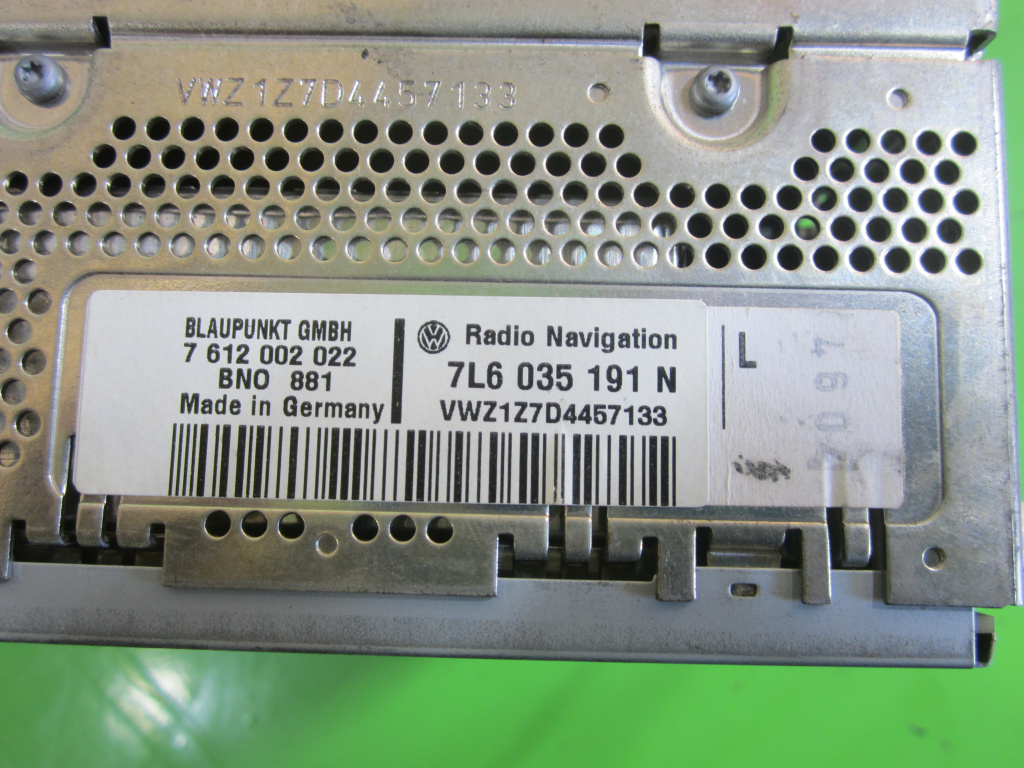 VWZ1Z7D4457133
BLAUPUNKT GMBH
7 612 002 022
BNO 881
Made in Germany
Radio Navigation
7L6 035 191 N
VWZ1Z7D4457133
L